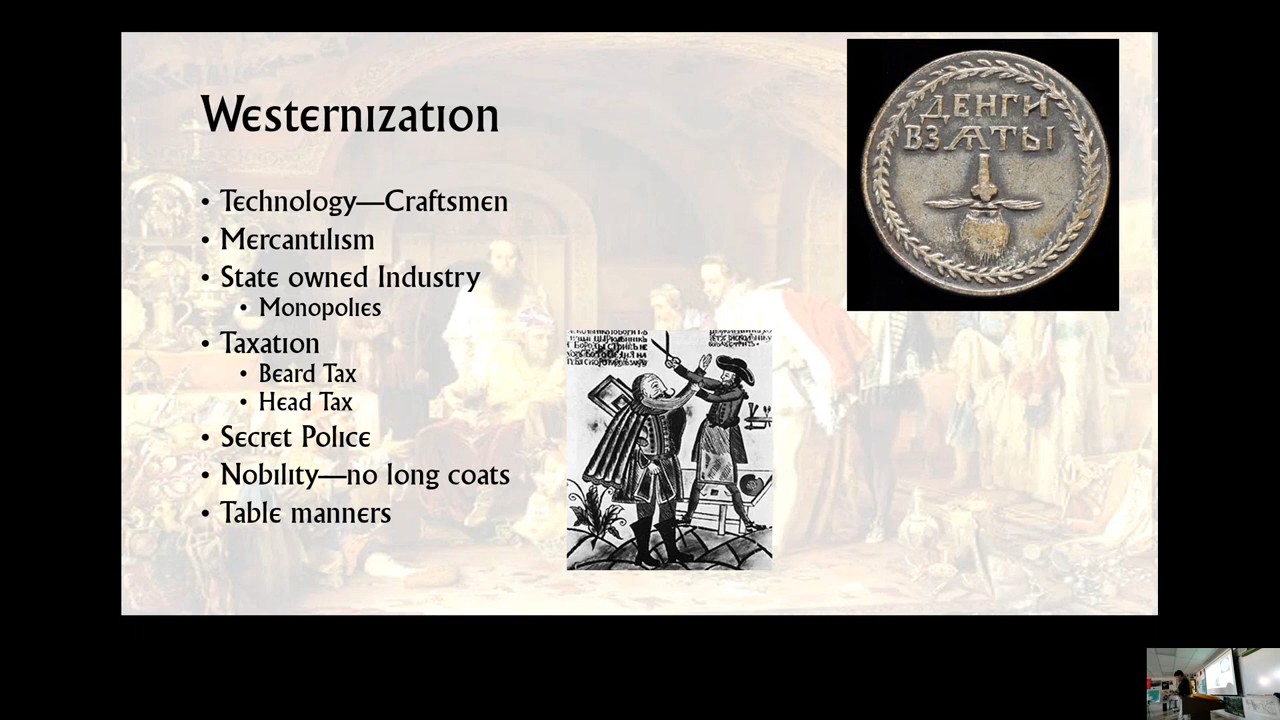 Westernization
• Technology—Craftsmen
• Mercantilism
• State owned Industry
• Monopolies
• Taxation
• Beard Tax
• Head Tax
• Secret Police
• Nobility—no long coats
• Table manners
ДЕНГИ
ВЗѦТЫ